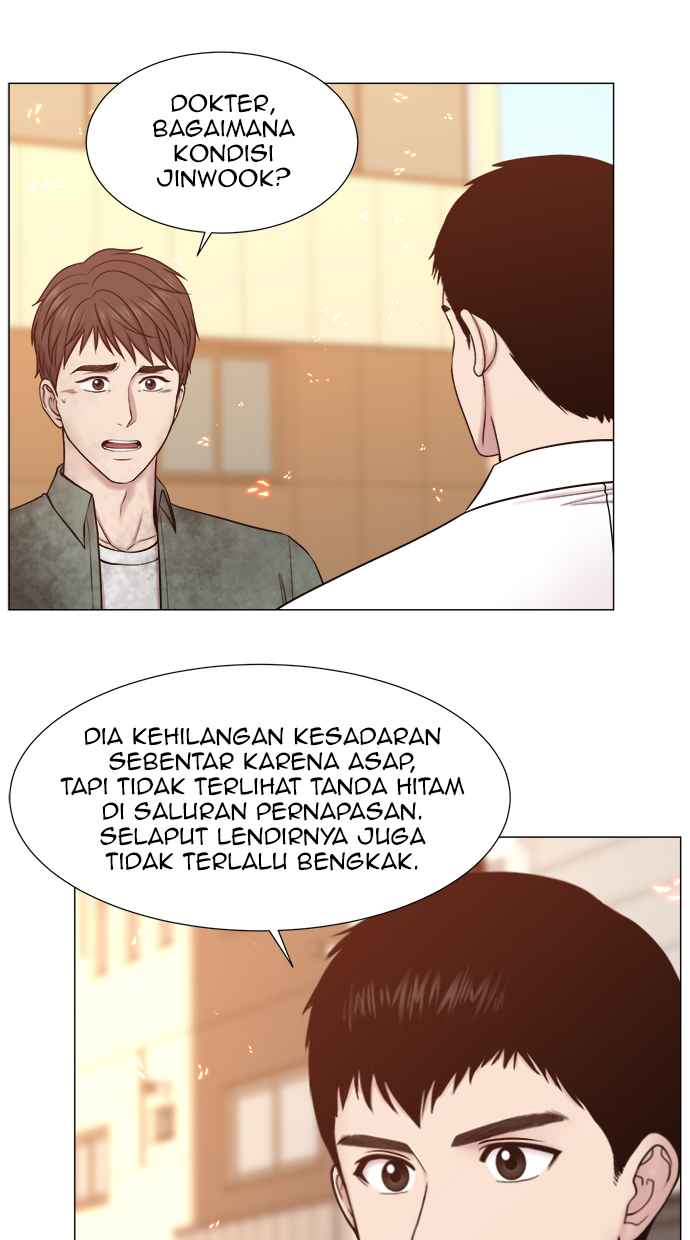 DOKTER,
BAGAIMANA
KONDISI
JINWOOK?
DIA KEHILANGAN KESADARAN
SEBENTAR KARENA ASAP,
TAPI TIDAK TERLIHAT TANDA HITAM
DI SALURAN PERNAPASAN.
SELAPUT LENDIRNYA JUGA
TIDAK TERLALU BENGKAK.